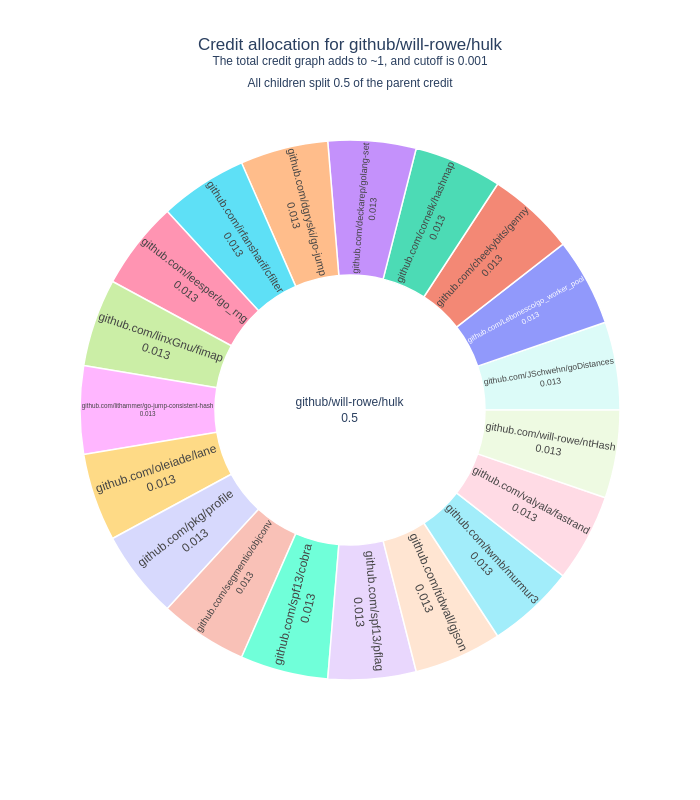 Credit allocation for github/will-rowe/hulk
The total credit graph adds to ~1, and cutoff is 0.001
All children split 0.5 of the parent credit
github/will-rowe/hulk
0.5
github.com/JSchwehn/goDistances
0.013
github.com/Lebonesco/go_worker_pool
0.013
github.com/cheekybits/genny
0.013
github.com/cornelk/hashmap
0.013
github.com/deckarep/golang-set
0.013
github.com/dgryski/go-jump
0.013
github.com/irfansharif/cfilter
0.013
github.com/leesper/go_rng
0.013
github.com/linxGnu/fimap
0.013
github.com/lithammer/go-jump-consistent-hash
0.013
github.com/oleiade/lane
0.013
github.com/pkg/profile
0.013
github.com/segmentio/objconv
0.013
github.com/spf13/cobra
0.013
github.com/spf13/pflag
0.013
github.com/tidwall/gjson
0.013
github.com/twmb/murmur3
0.013
github.com/valyala/fastrand
0.013
github.com/will-rowe/ntHash
0.013